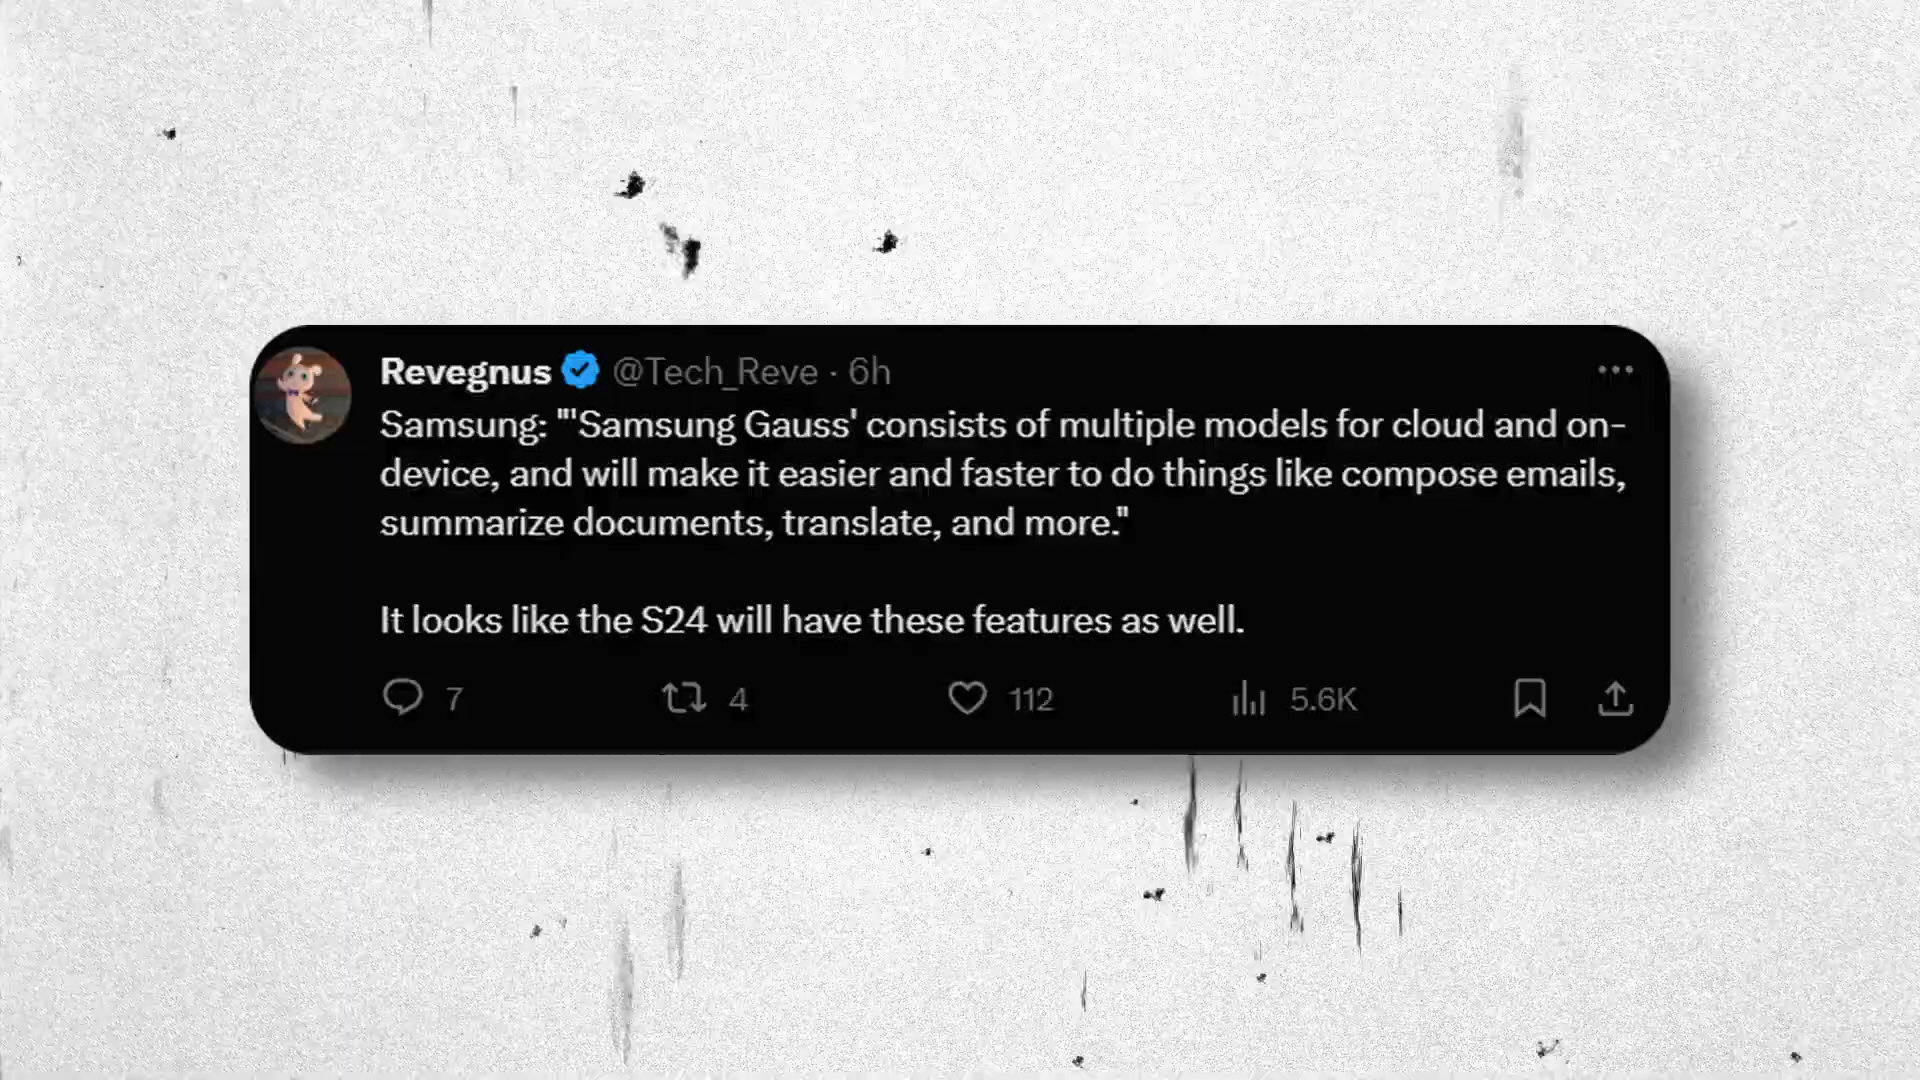 Revegnus @Tech_Reve · 6h
Samsung: "'Samsung Gauss' consists of multiple models for cloud and on-
device, and will make it easier and faster to do things like compose emails,
summarize documents, translate, and more."
It looks like the S24 will have these features as well.
7 4 112 5.6K